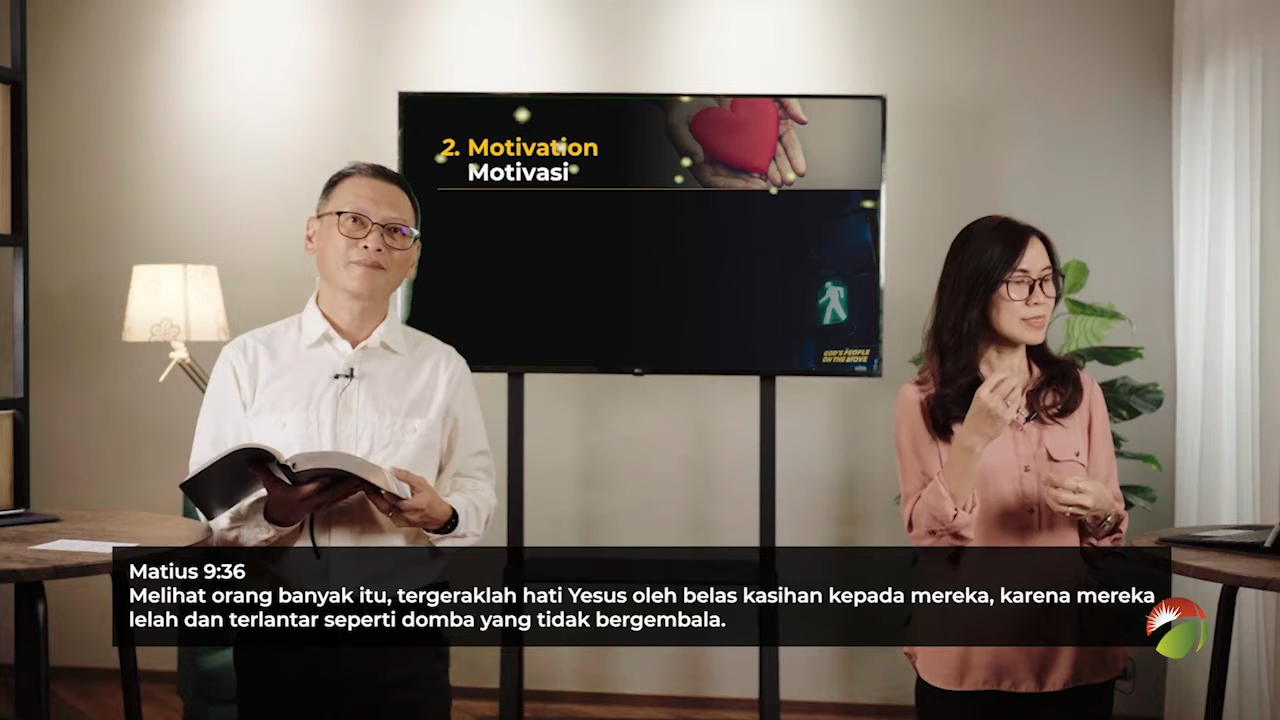 2. Motivation
Motivasi
GOD'S PEOPLE
ON THE MOVE
Matius 9:36
Melihat orang banyak itu, tergeraklah hati Yesus oleh belas kasihan kepada mereka, karena mereka
lelah dan terlantar seperti domba yang tidak bergembala.